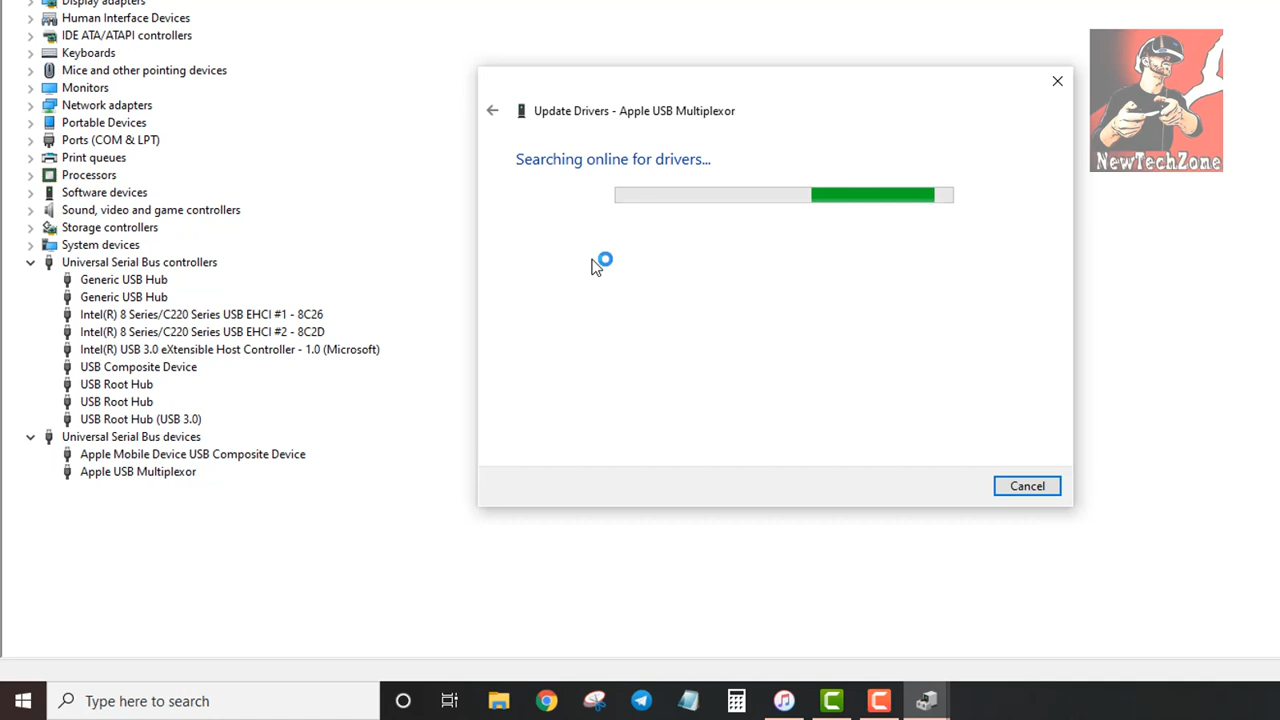 Display adapters
Human Interface Devices
IDE ATA/ATAPI controllers
Keyboards
Mice and other pointing devices
Monitors
Network adapters
Portable Devices
Ports (COM & LPT)
Print queues
Processors
Software devices
Sound, video and game controllers
Storage controllers
System devices
Universal Serial Bus controllers
Generic USB Hub
Generic USB Hub
Intel(R) 8 Series/C220 Series USB EHCI #1 - 8C26
Intel(R) 8 Series/C220 Series USB EHCI #2 - 8C2D
Intel(R) USB 3.0 eXtensible Host Controller - 1.0 (Microsoft)
USB Composite Device
USB Root Hub
USB Root Hub
USB Root Hub (USB 3.0)
Universal Serial Bus devices
Apple Mobile Device USB Composite Device
Apple USB Multiplexor
Update Drivers - Apple USB Multiplexor
Searching online for drivers...
Cancel
NewTechZone
Type here to search